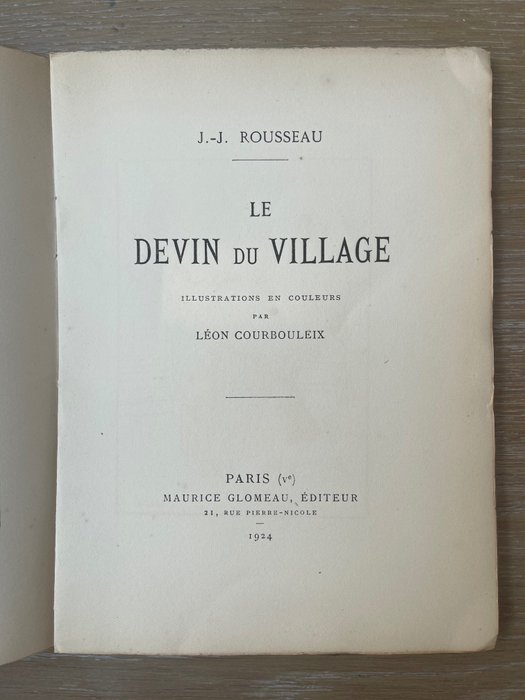 J.-J. ROUSSEAU
LE
DEVIN DU VILLAGE
ILLUSTRATIONS EN COULEURS
PAR
LÉON COURBOULEIX
PARIS (Ve)
MAURICE GLOMEAU, ÉDITEUR
21, RUE PIERRE-NICOLE
1924